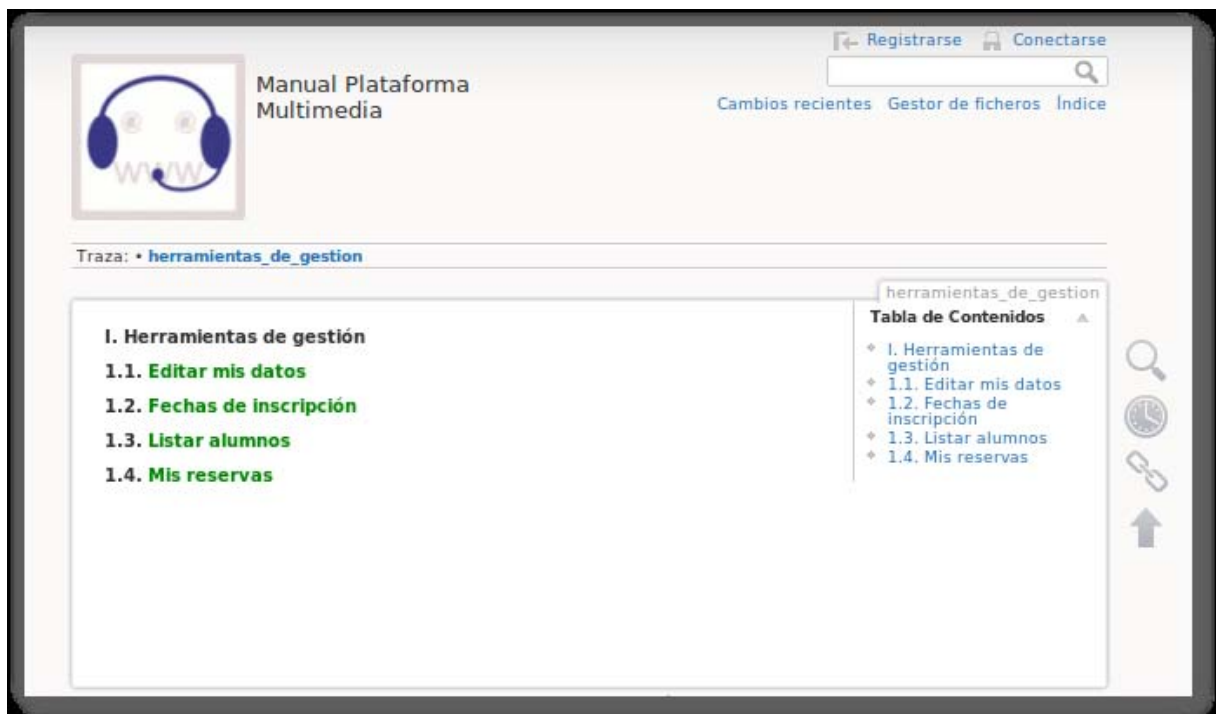 Registrarse Conectarse
Manual Plataforma
Multimedia
Cambios recientes Gestor de ficheros Índice
WWW
Traza: • herramientas_de_gestion
herramientas_de_gestion
I. Herramientas de gestión
1.1. Editar mis datos
1.2. Fechas de inscripción
1.3. Listar alumnos
1.4. Mis reservas
Tabla de Contenidos
I. Herramientas de
gestión
1.1. Editar mis datos
1.2. Fechas de
inscripción
1.3. Listar alumnos
1.4. Mis reservas